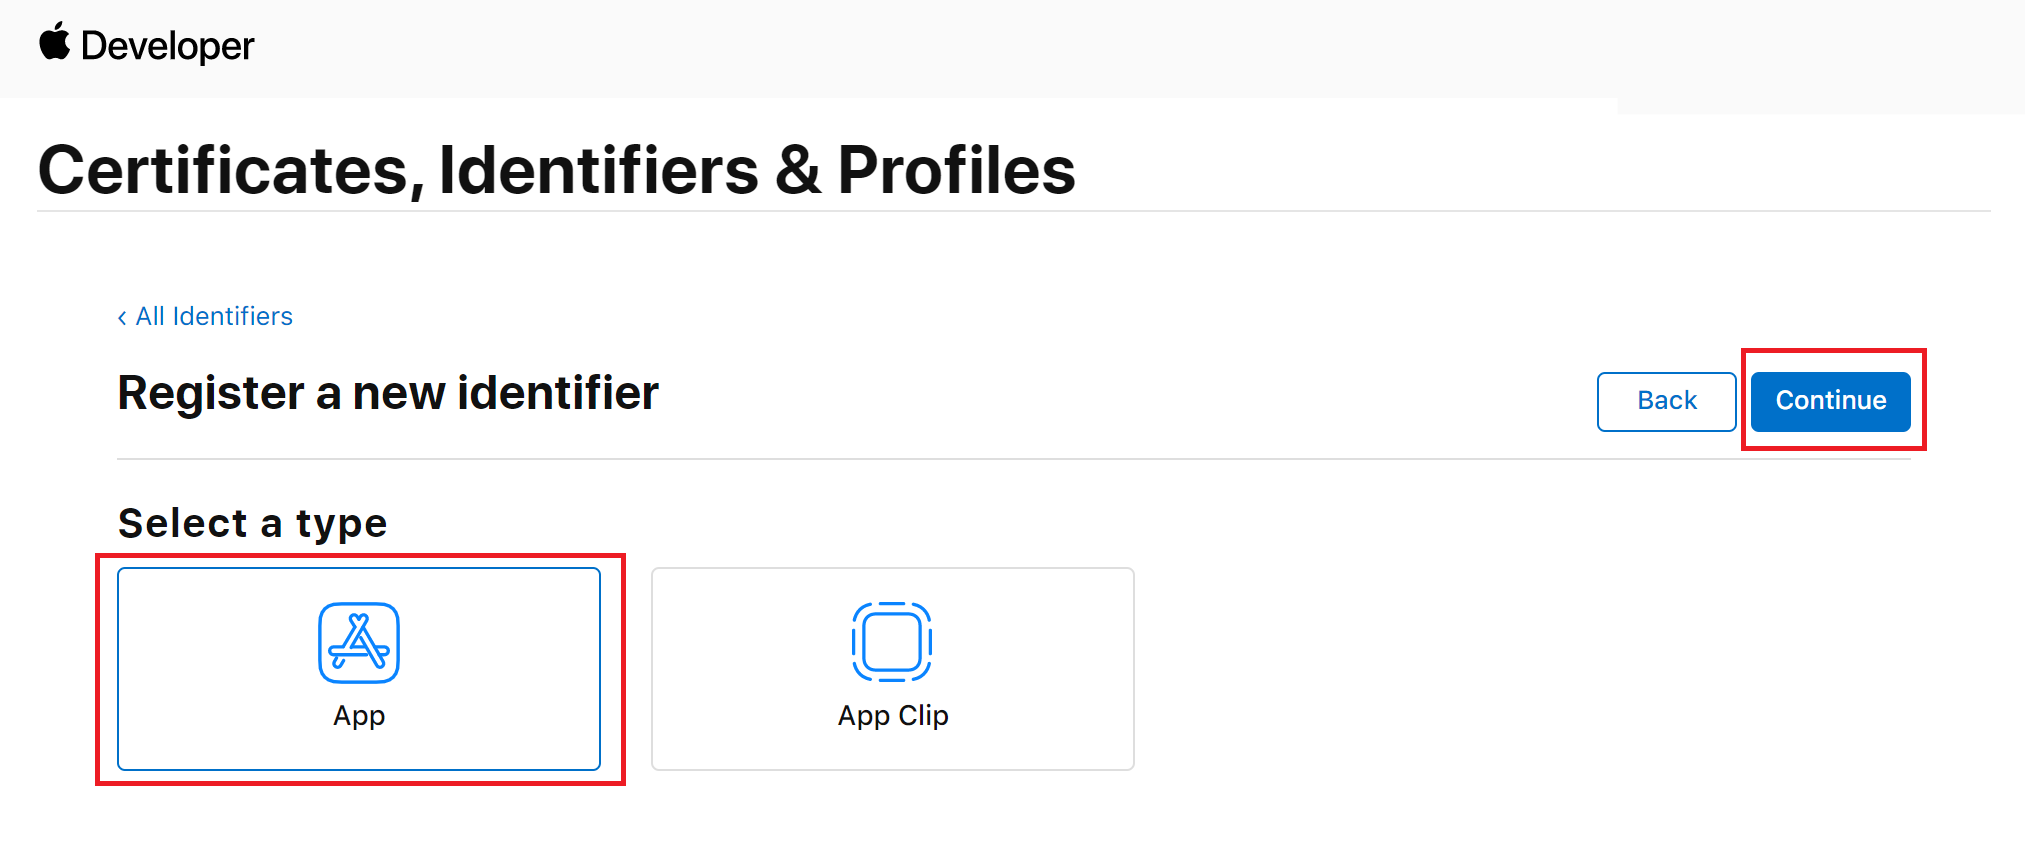 Developer
Certificates, Identifiers & Profiles
‹ All Identifiers
Register a new identifier
Back
Continue
Select a type
App
App Clip